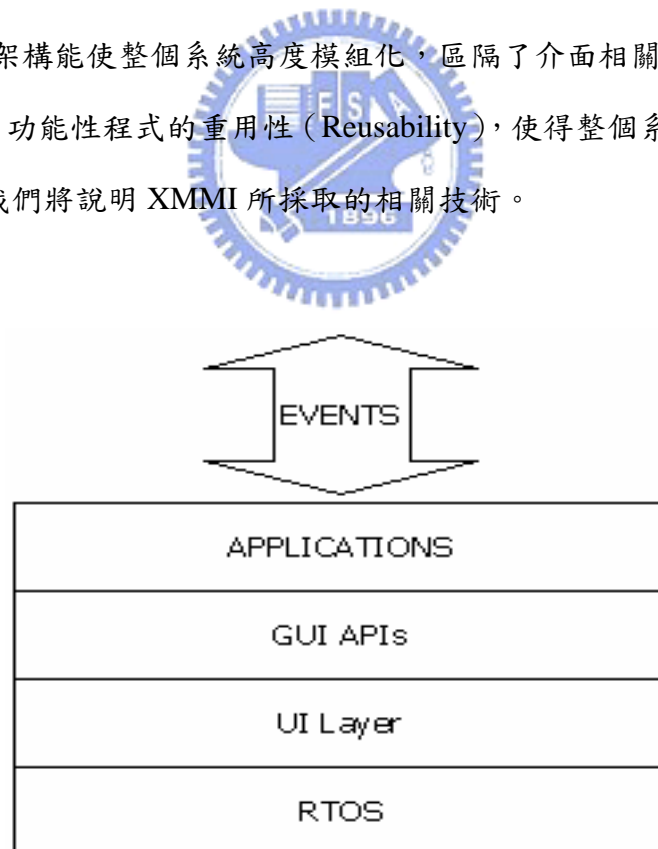 架構能使整個系統高度模組化，區隔了介面相關
功能性程式的重用性（Reusability），使得整個系
我們將說明 XMMI 所採取的相關技術。
ES
1896
EVENTS
APPLICATIONS
GUI APIs
UI Layer
RTOS